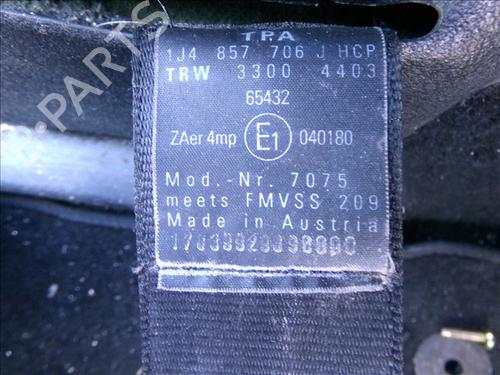 TPA
1J4 857 706 J HCP
TRW 3300 4403
65432
ZAer 4mp E1 040180
Mod.-Nr. 7075
meets FMVSS 209
Made in Austria
B-PARTS